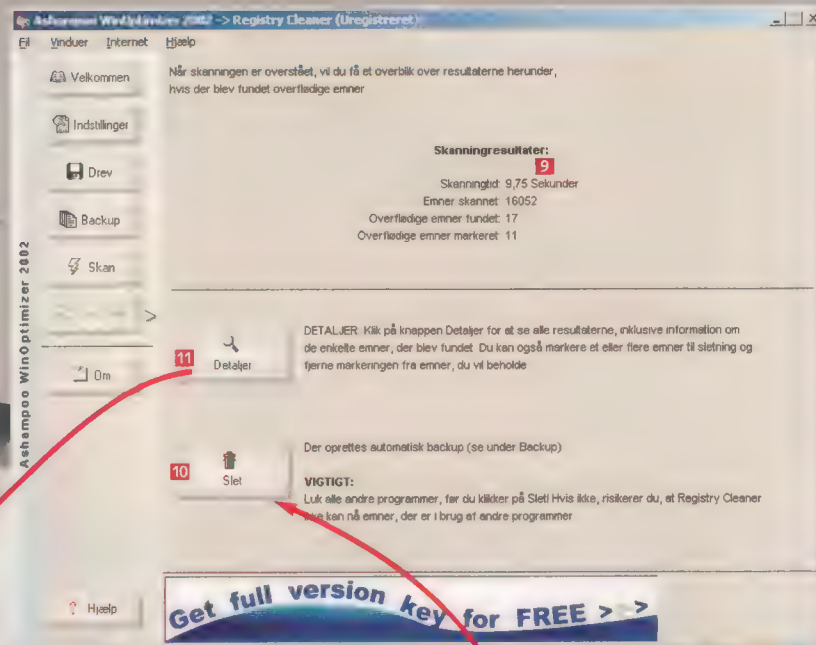 Ashampoo WinOptimizer 2002 -> Registry Cleaner (Uregistreret)
Fil Vinduer Internet Hjælp
Velkommen
Indstillinger
Drev
Backup
Skan
>
Om
Hjælp
Ashampoo WinOptimizer 2002
Når skanningen er overstået, vil du få et overblik over resultaterne herunder,
hvis der blev fundet overflødige emner
Skanningresultater:
9
Skanningtid: 9,75 Sekunder
Emner skannet: 16052
Overflødige emner fundet: 17
Overflødige emner markeret: 11
11
Detaljer
DETALJER: Klik på knappen Detaljer for at se alle resultaterne, inklusive information om
de enkelte emner, der blev fundet. Du kan også markere et eller flere emner til sletning og
fjerne markeringen fra emner, du vil beholde
10
Slet
Der oprettes automatisk backup (se under Backup)
VIGTIGT:
Luk alle andre programmer, før du klikker på Slet! Hvis ikke, risikerer du, at Registry Cleaner
ikke kan nå emner, der er i brug af andre programmer
Get full version key for FREE > >